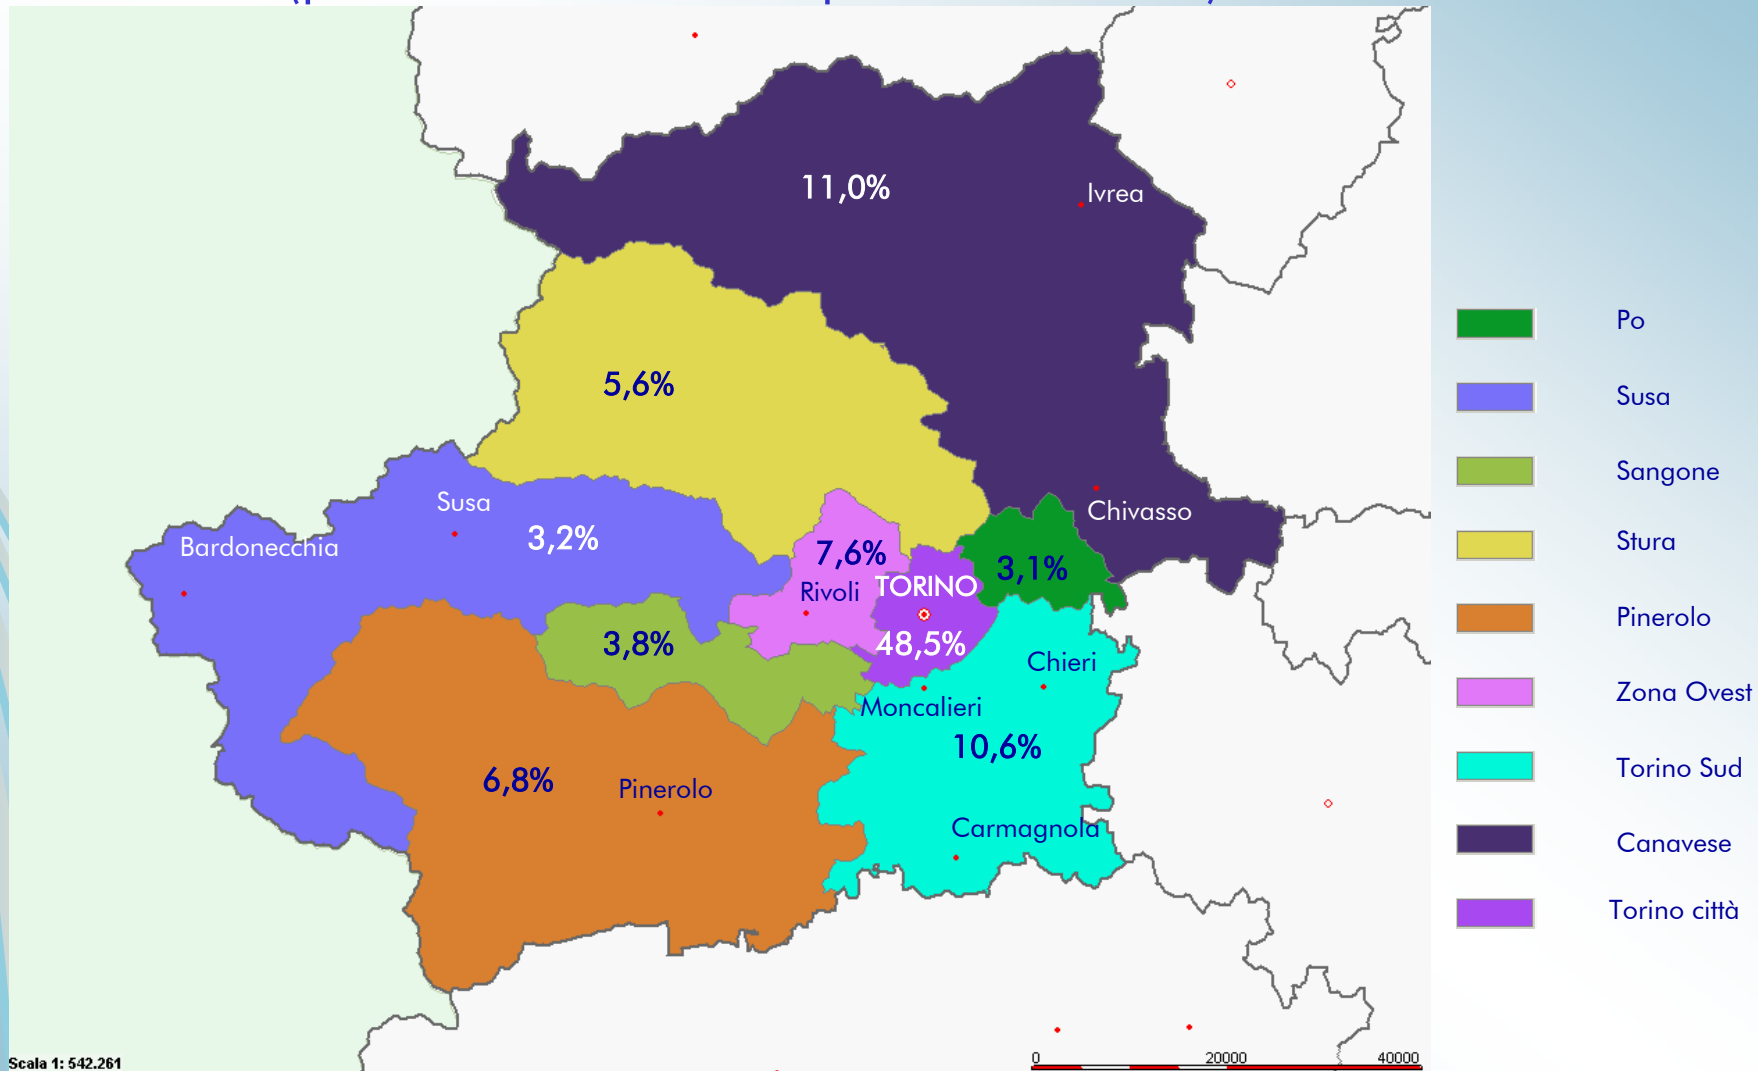 11,0%
Ivrea
5,6%
Susa
3,2%
Bardonecchia
Chivasso
7,6%
Rivoli
TORINO
48,5%
3,1%
3,8%
Chieri
Moncalieri
10,6%
6,8%
Pinerolo
Carmagnola
Po
Susa
Sangone
Stura
Pinerolo
Zona Ovest
Torino Sud
Canavese
Torino città
Scala 1: 542.261
0 20000 40000